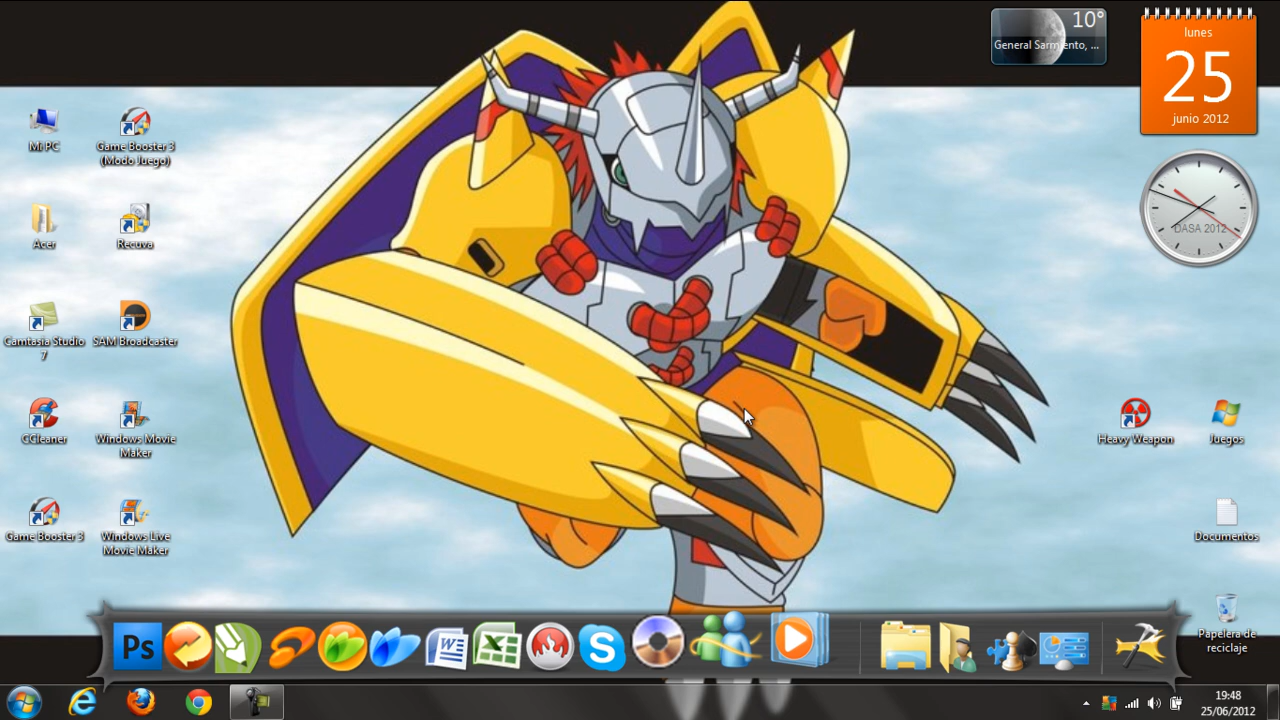 10°
General Sarmiento, ...
lunes
25
junio 2012
DASA 2012
Mi PC
Game Booster 3
(Modo Juego)
Acer
Recuva
Camtasia Studio
7
SAM Broadcaster
CCleaner
Windows Movie
Maker
Heavy Weapon
Juegos
Game Booster 3
Windows Live
Movie Maker
Documentos
Papelera de
reciclaje
Ps
W
X
S
19:48
25/06/2012